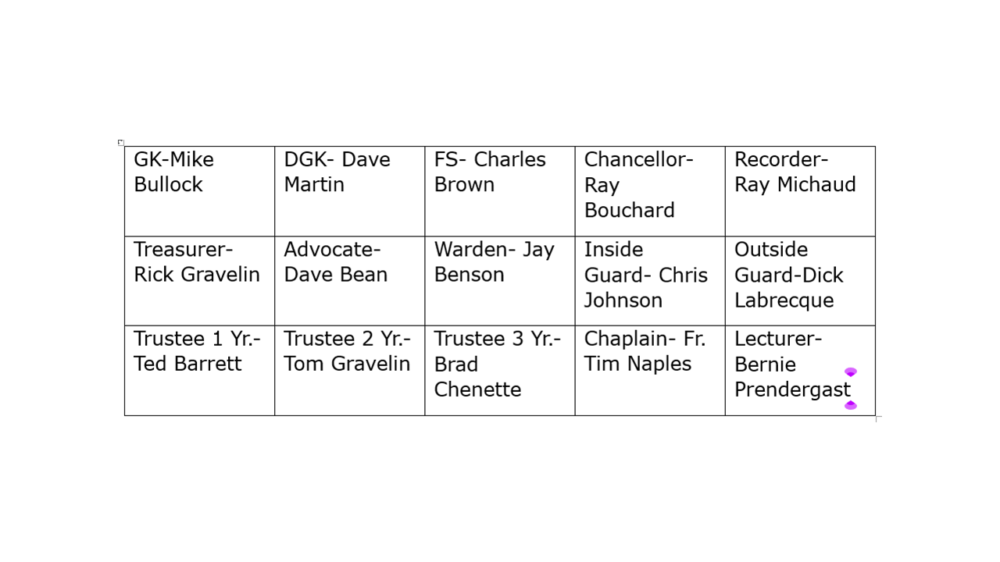 GK-Mike
Bullock
DGK- Dave
Martin
FS- Charles
Brown
Chancellor-
Ray
Bouchard
Recorder-
Ray Michaud
Treasurer-
Rick Gravelin
Advocate-
Dave Bean
Warden- Jay
Benson
Inside
Guard- Chris
Johnson
Outside
Guard-Dick
Labrecque
Trustee 1 Yr.-
Ted Barrett
Trustee 2 Yr.-
Tom Gravelin
Trustee 3 Yr.-
Brad
Chenette
Chaplain- Fr.
Tim Naples
Lecturer-
Bernie
Prendergast